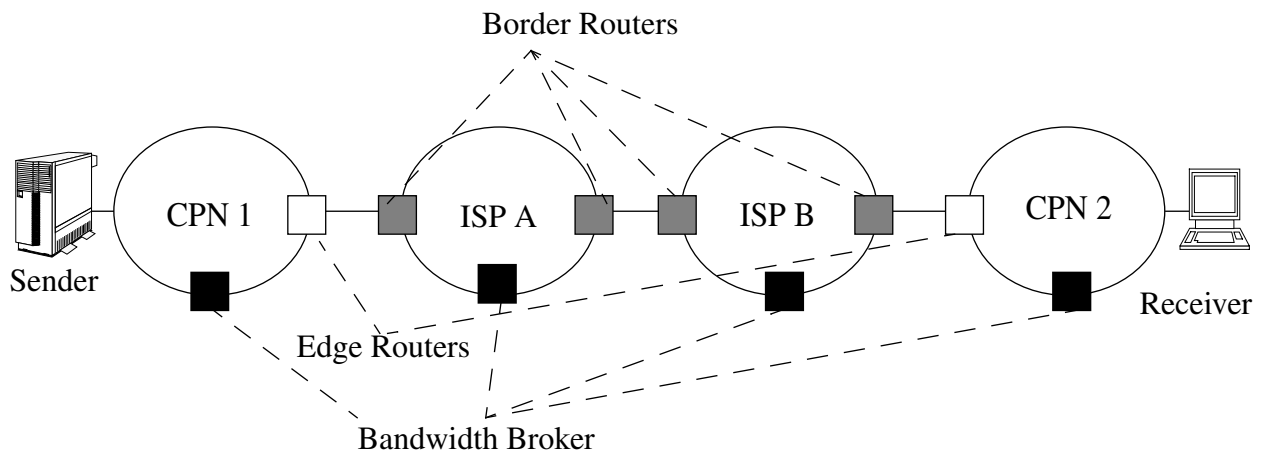 Border Routers
CPN 1
ISP A
ISP B
CPN 2
Sender
Receiver
Edge Routers
Bandwidth Broker